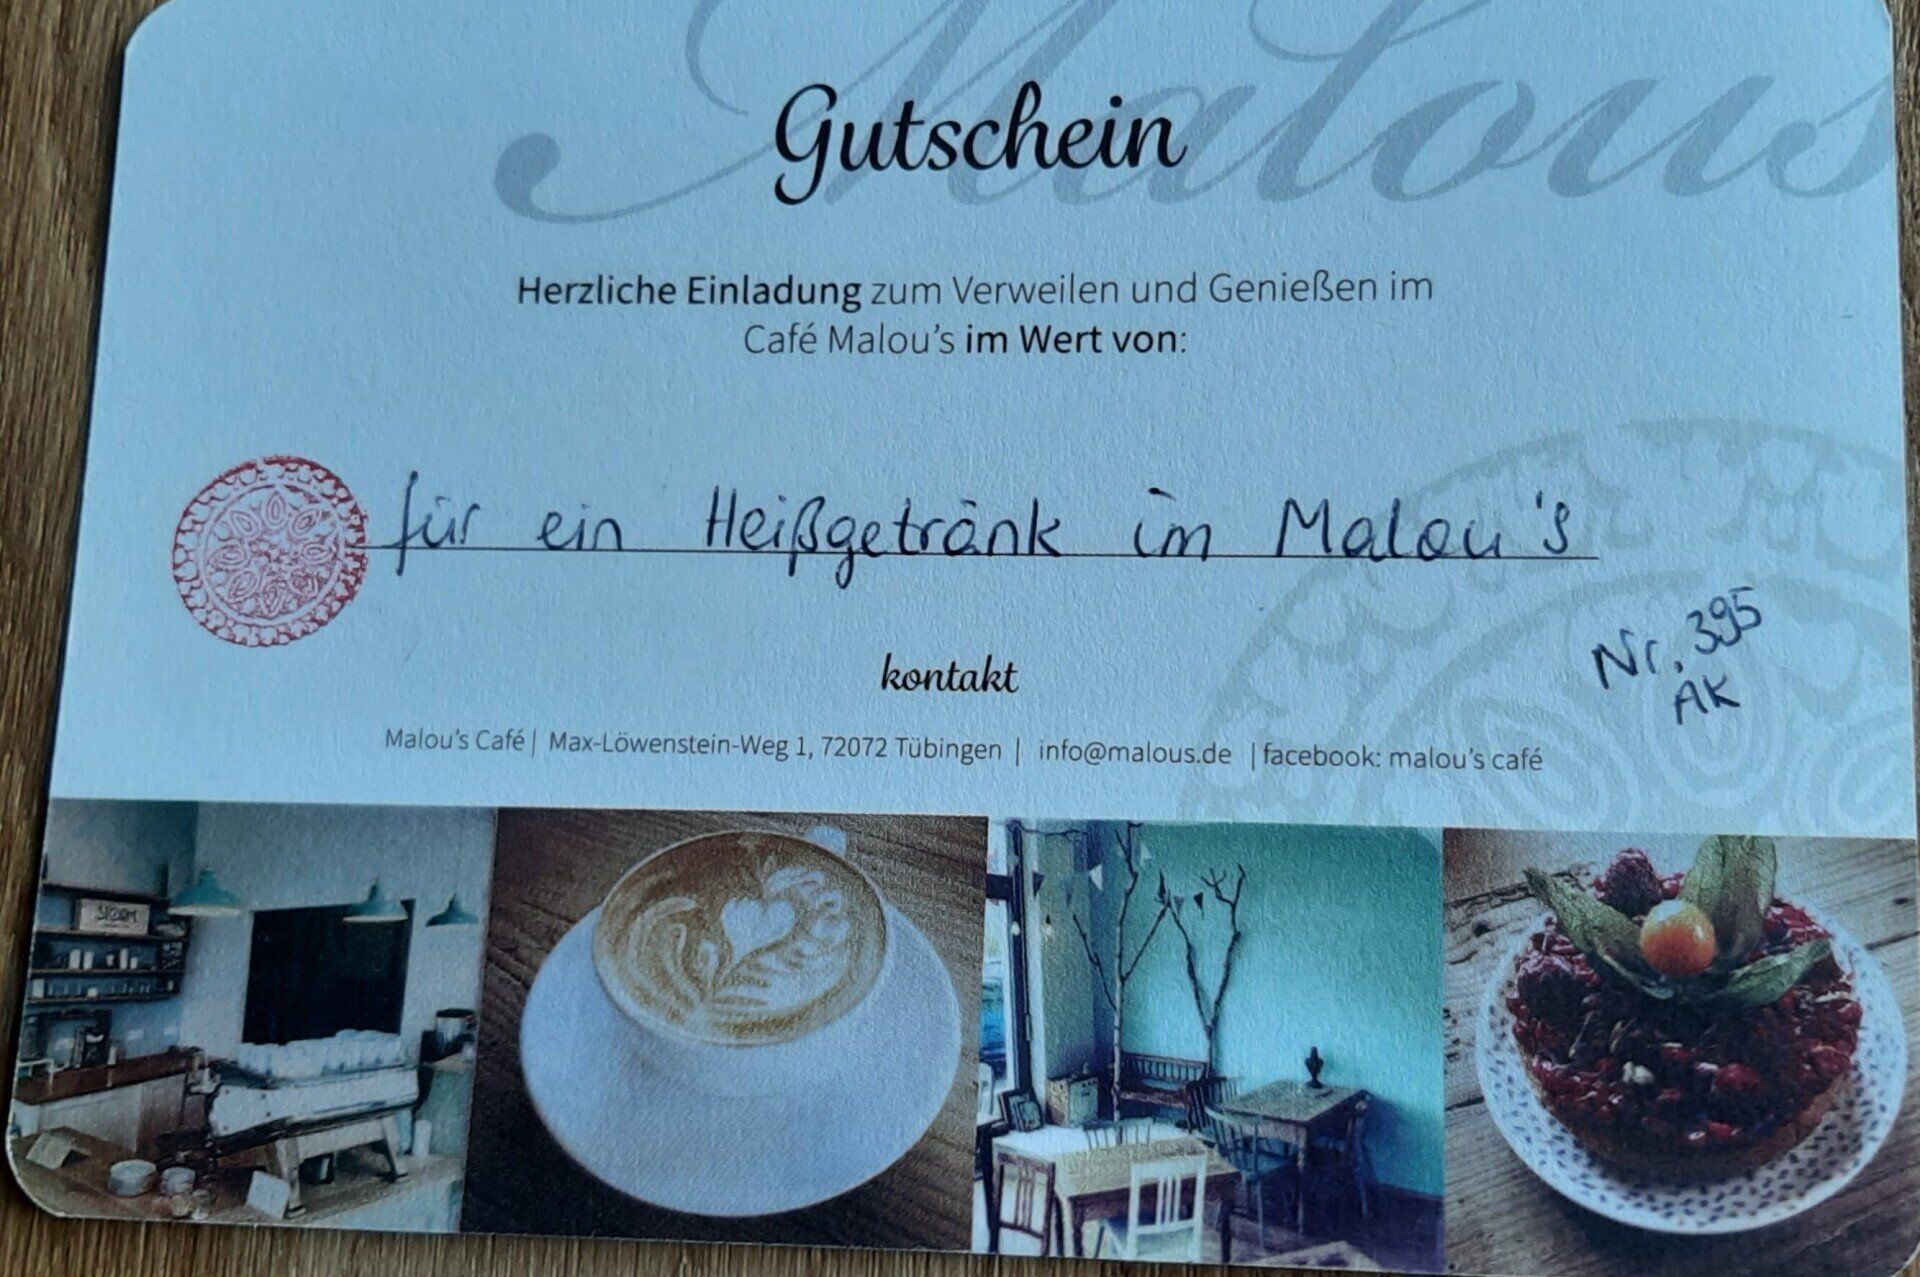 Malous
Gutschein
Herzliche Einladung zum Verweilen und Genießen im
Café Malou's im Wert von:
für ein Heißgetränk im Malou's
Nr. 395
AK
kontakt
Malou's Café | Max-Löwenstein-Weg 1, 72072 Tübingen | info@malous.de | facebook: malou's café